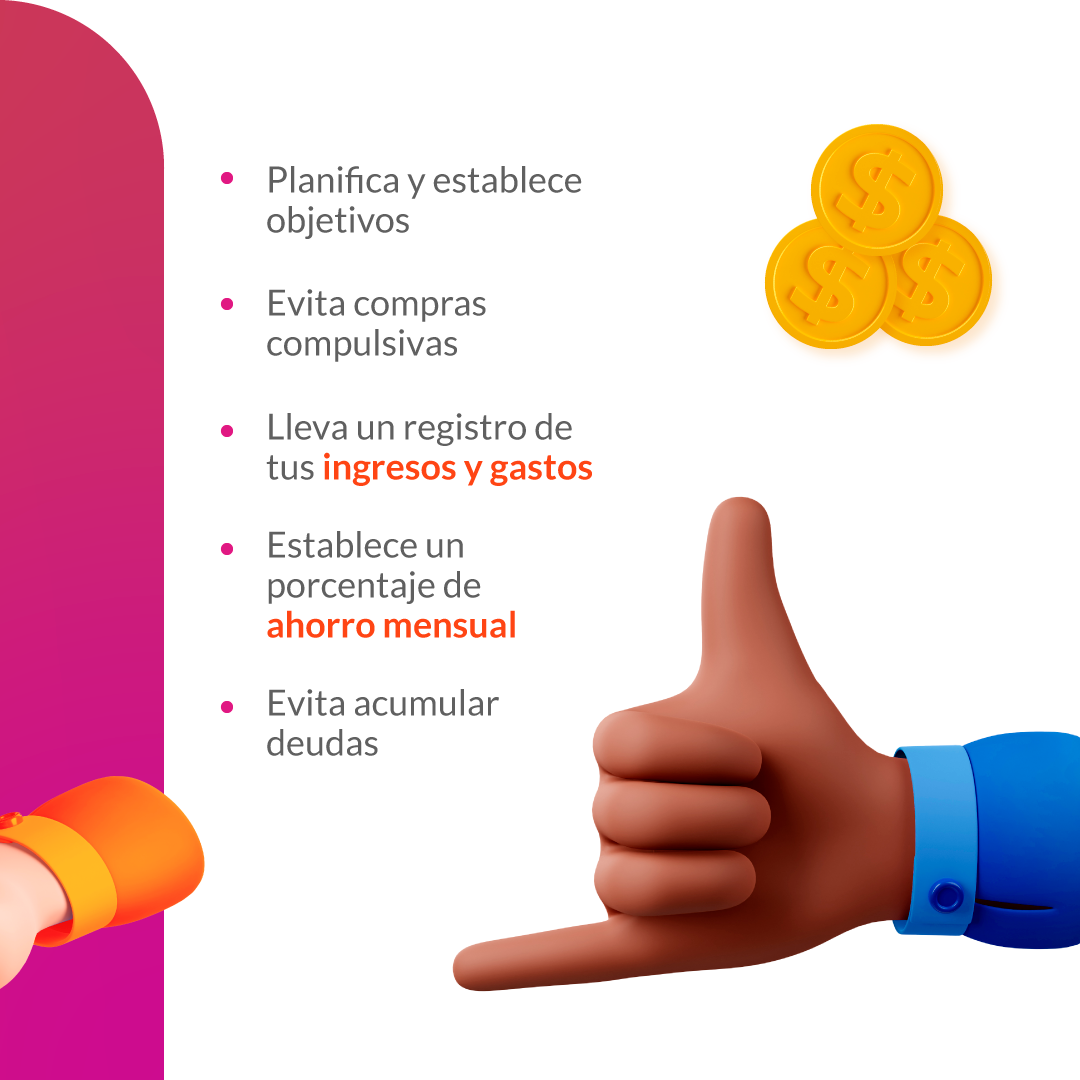 Planifica y establece
objetivos
Evita compras
compulsivas
Lleva un registro de
tus ingresos y gastos
Establece un
porcentaje de
ahorro mensual
Evita acumular
deudas
$
$
$